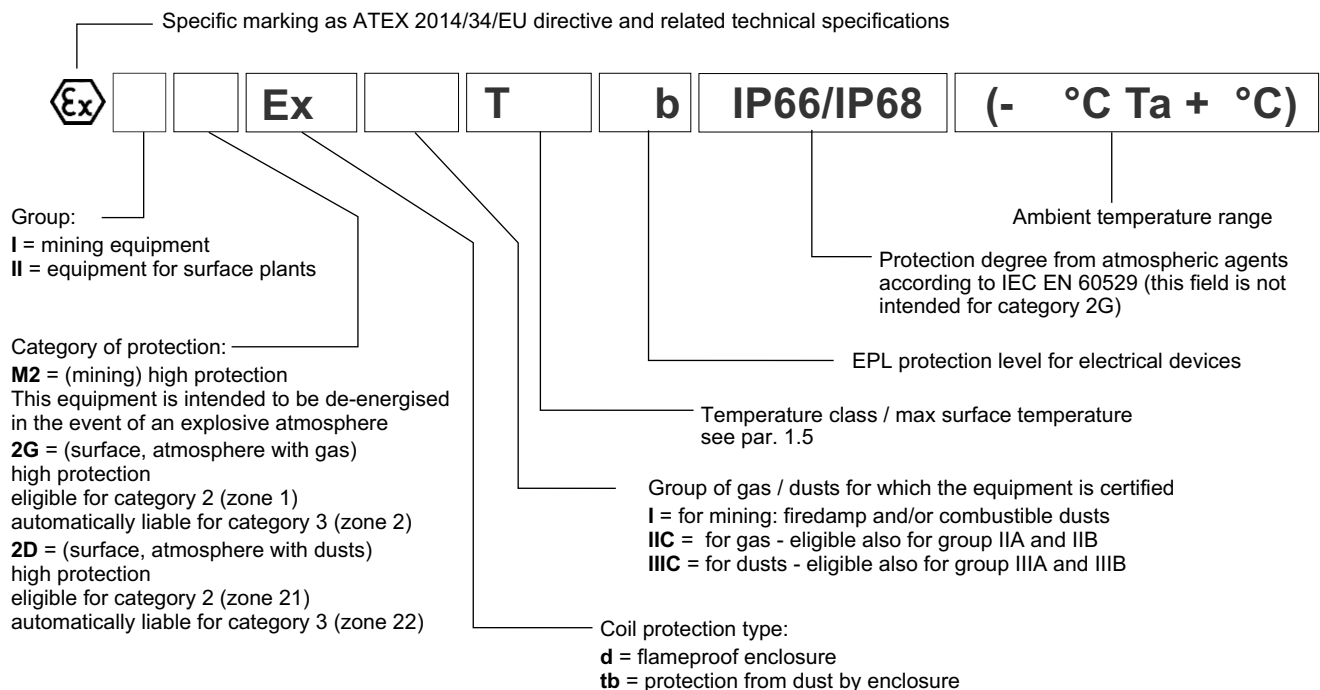 Specific marking as ATEX 2014/34/EU directive and related technical specifications
Ex Ex T b IP66/IP68 (- °C Ta + °C)
Group:
I = mining equipment
II = equipment for surface plants
Ambient temperature range
Protection degree from atmospheric agents
according to IEC EN 60529 (this field is not
intended for category 2G)
Category of protection:
M2 = (mining) high protection
This equipment is intended to be de-energised
in the event of an explosive atmosphere
2G = (surface, atmosphere with gas)
high protection
eligible for category 2 (zone 1)
automatically liable for category 3 (zone 2)
2D = (surface, atmosphere with dusts)
high protection
eligible for category 2 (zone 21)
automatically liable for category 3 (zone 22)
EPL protection level for electrical devices
Temperature class / max surface temperature
see par. 1.5
Group of gas / dusts for which the equipment is certified
I = for mining: firedamp and/or combustible dusts
IIC = for gas - eligible also for group IIA and IIB
IIIC = for dusts - eligible also for group IIIA and IIIB
Coil protection type:
d = flameproof enclosure
tb = protection from dust by enclosure